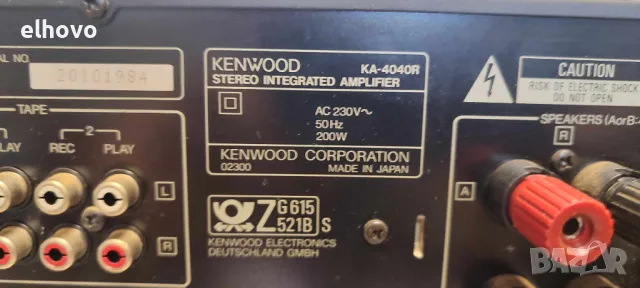 elhovo
AL NO.
20101984
TAPE
2
LAY
REC
PLAY
L
R
KENWOOD KA-4040R
STEREO INTEGRATED AMPLIFIER
AC 230V~
50Hz
200W
KENWOOD CORPORATION
02300 MADE IN JAPAN
Z G615 521B S
KENWOOD ELECTRONICS
DEUTSCHLAND GMBH
CAUTION
RISK OF ELECTRIC SHOCK
DO NOT OPEN
SPEAKERS (AorB:
R
A
bazar